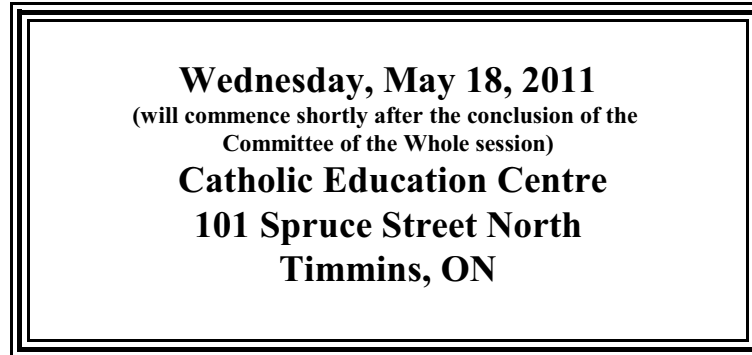 Wednesday, May 18, 2011
(will commence shortly after the conclusion of the
Committee of the Whole session)
Catholic Education Centre
101 Spruce Street North
Timmins, ON